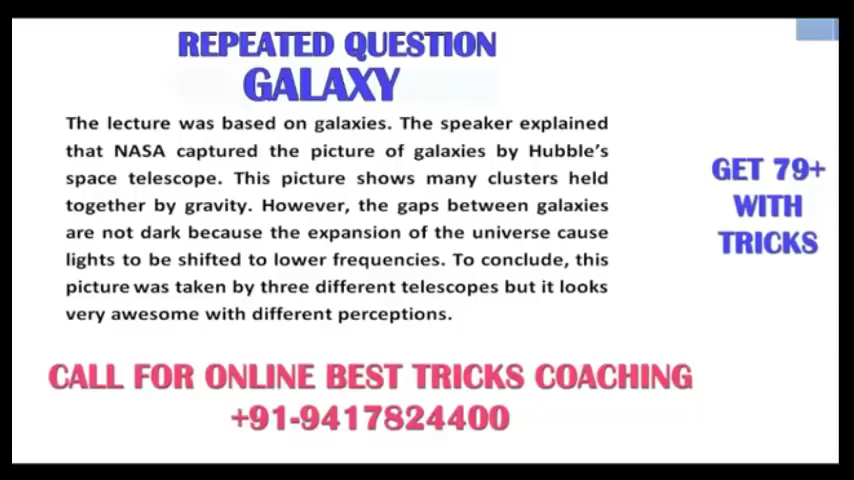 REPEATED QUESTION
GALAXY
The lecture was based on galaxies. The speaker explained
that NASA captured the picture of galaxies by Hubble's
space telescope. This picture shows many clusters held
together by gravity. However, the gaps between galaxies
are not dark because the expansion of the universe cause
lights to be shifted to lower frequencies. To conclude, this
picture was taken by three different telescopes but it looks
very awesome with different perceptions.
GET 79+
WITH
TRICKS
CALL FOR ONLINE BEST TRICKS COACHING
+91-9417824400